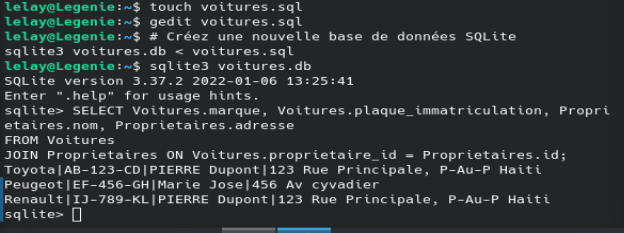 lelay@Legenie:~$ touch voitures.sql
lelay@Legenie:~$ gedit voitures.sql
lelay@Legenie:~$ # Créez une nouvelle base de données SQLite
sqlite3 voitures.db < voitures.sql
lelay@Legenie:~$ sqlite3 voitures.db
SQLite version 3.37.2 2022-01-06 13:25:41
Enter ".help" for usage hints.
sqlite> SELECT Voitures.marque, Voitures.plaque_immatriculation, Propri
etaires.nom, Proprietaires.adresse
FROM Voitures
JOIN Proprietaires ON Voitures.proprietaire_id = Proprietaires.id;
Toyota|AB-123-CD|PIERRE Dupont|123 Rue Principale, P-Au-P Haiti
Peugeot|EF-456-GH|Marie Jose|456 Av cyvadier
Renault|IJ-789-KL|PIERRE Dupont|123 Rue Principale, P-Au-P Haiti
sqlite>